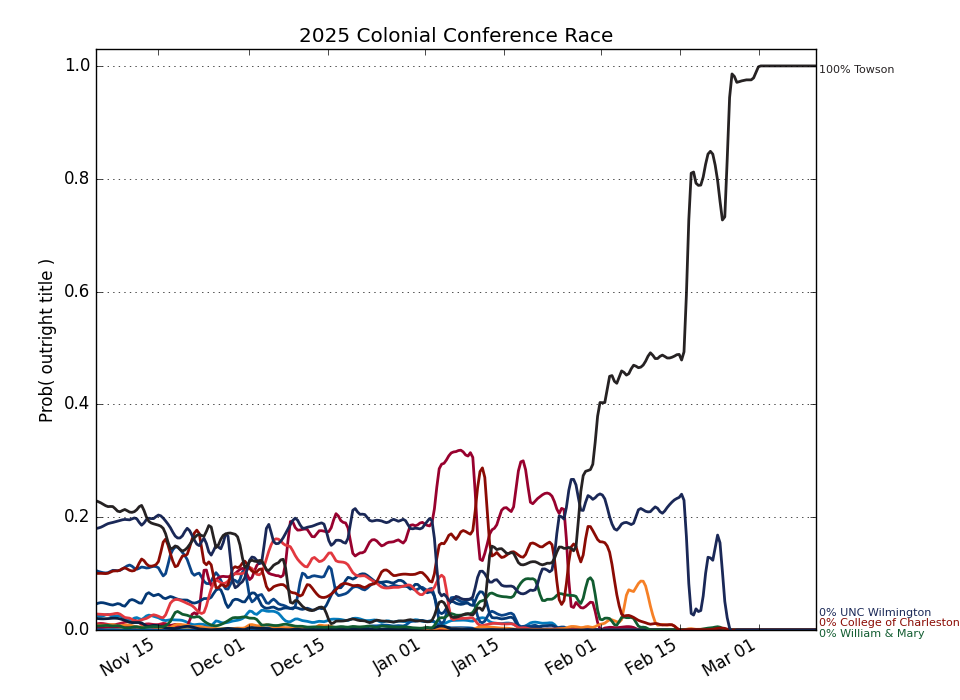 2025 Colonial Conference Race
Prob( outright title )
1.0
0.8
0.6
0.4
0.2
0.0
Nov 15
Dec 01
Dec 15
Jan 01
Jan 15
Feb 01
Feb 15
Mar 01
100% Towson
0% UNC Wilmington
0% College of Charleston
0% William & Mary